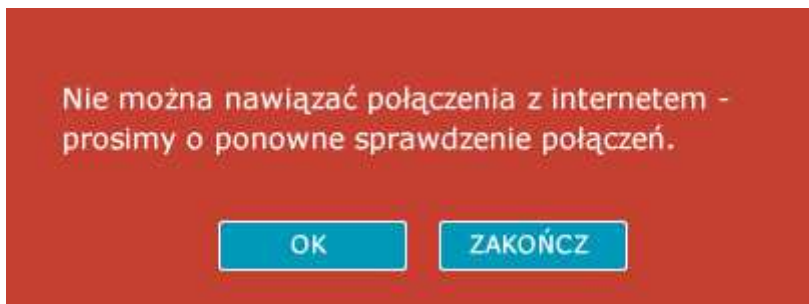 Nie można nawiązać połączenia z internetem -
prosimy o ponowne sprawdzenie połączeń.
OK ZAKOŃCZ